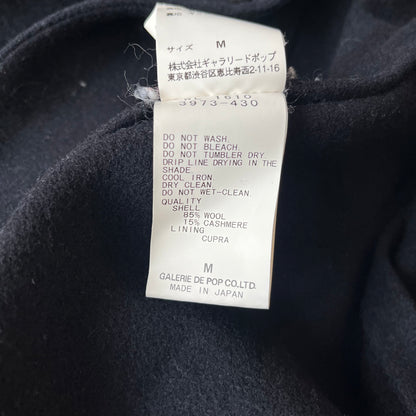 サイズ M
株式会社ギャラリードポップ
東京都渋谷区恵比寿西2-11-16
3973-430
DO NOT WASH.
DO NOT BLEACH.
DO NOT TUMBLER DRY.
DRIP LINE DRYING IN THE
SHADE.
COOL IRON.
DRY CLEAN.
DO NOT WET-CLEAN.
QUALITY
SHELL
85% WOOL
15% CASHMERE
LINING
CUPRA
M
GALERIE DE POP CO.LTD.
MADE IN JAPAN